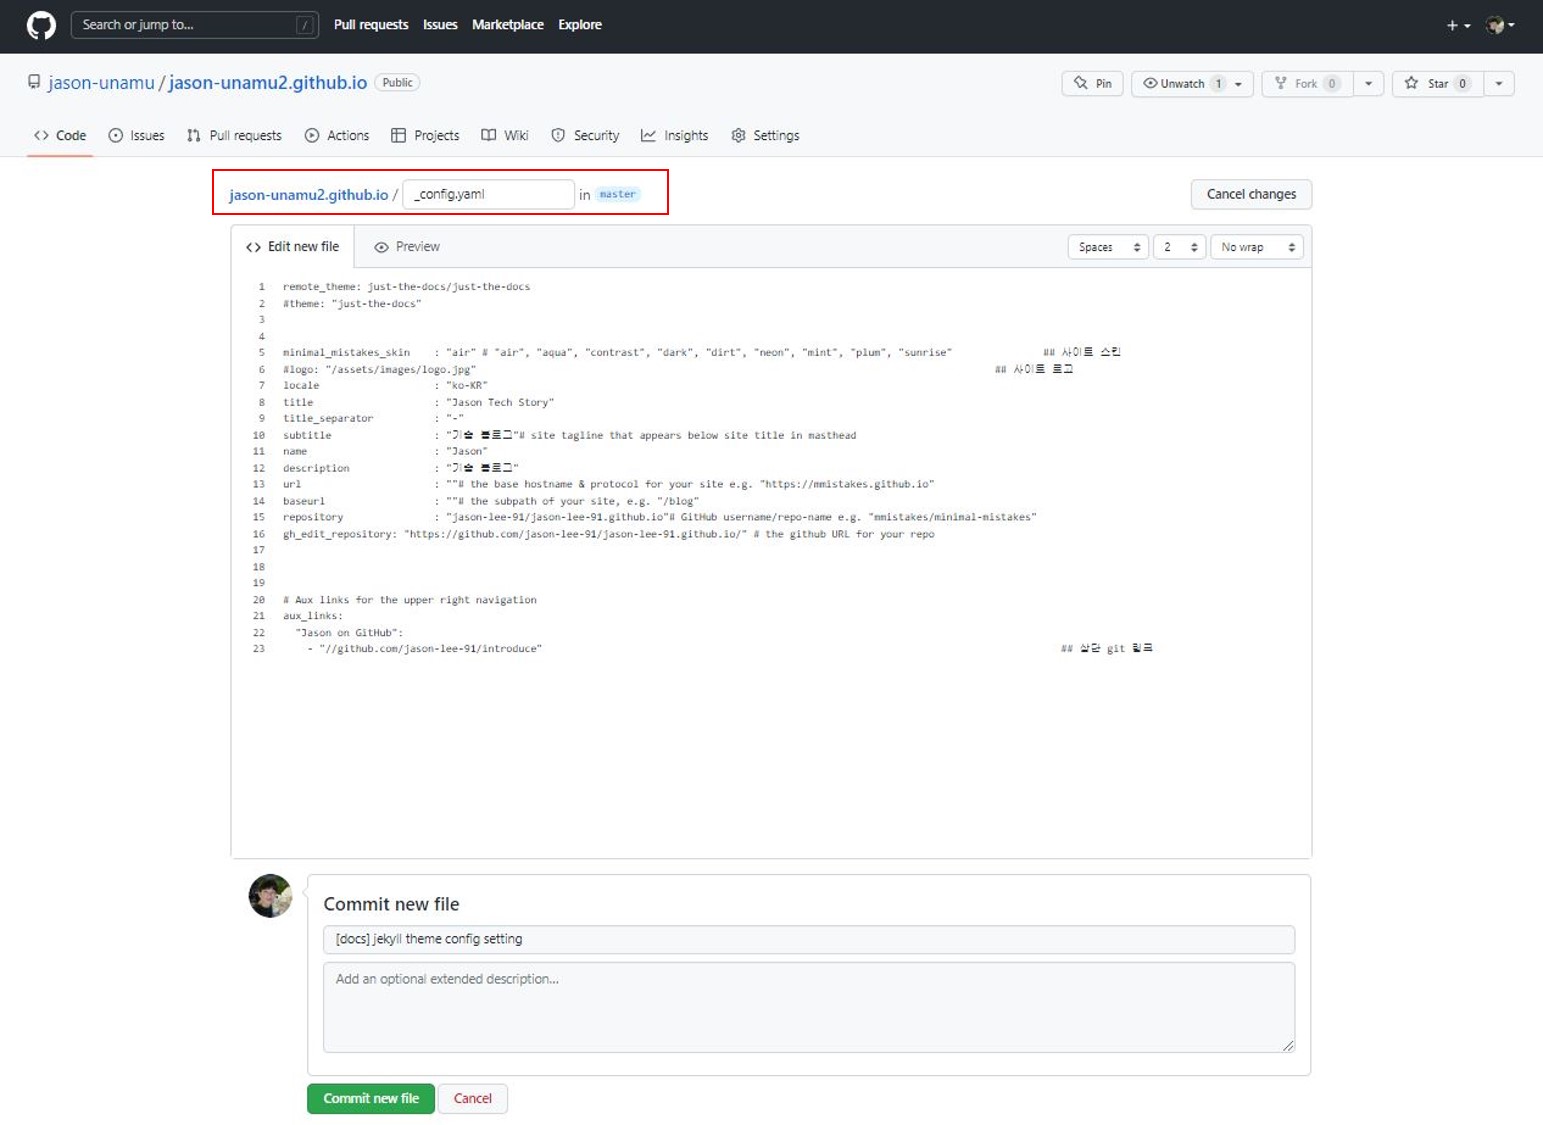 Search or jump to... /
Pull requests Issues Marketplace Explore
jason-unamu / jason-unamu2.github.io Public
Pin Unwatch 1 Fork 0 Star 0
Code Issues Pull requests Actions Projects Wiki Security Insights Settings
jason-unamu2.github.io / _config.yaml in master
Cancel changes
Edit new file Preview Spaces 2 No wrap
1 remote_theme: just-the-docs/just-the-docs
2 #theme: "just-the-docs"
3
4
5 minimal_mistakes_skin : "air" # "air", "aqua", "contrast", "dark", "dirt", "neon", "mint", "plum", "sunrise" ## 사이트 스킨
6 #logo: "/assets/images/logo.jpg" ## 사이트 로고
7 locale : "ko-KR"
8 title : "Jason Tech Story"
9 title_separator : "-"
10 subtitle : "기술 블로그"# site tagline that appears below site title in masthead
11 name : "Jason"
12 description : "기술 블로그"
13 url : ""# the base hostname & protocol for your site e.g. "https://mmistakes.github.io"
14 baseurl : ""# the subpath of your site, e.g. "/blog"
15 repository : "jason-lee-91/jason-lee-91.github.io"# GitHub username/repo-name e.g. "mmistakes/minimal-mistakes"
16 gh_edit_repository: "https://github.com/jason-lee-91/jason-lee-91.github.io/" # the github URL for your repo
17
18
19
20 # Aux links for the upper right navigation
21 aux_links:
22 "Jason on GitHub":
23 - "//github.com/jason-lee-91/introduce" ## 상단 git 링크
Commit new file
[docs] jekyll theme config setting
Add an optional extended description...
Commit new file Cancel